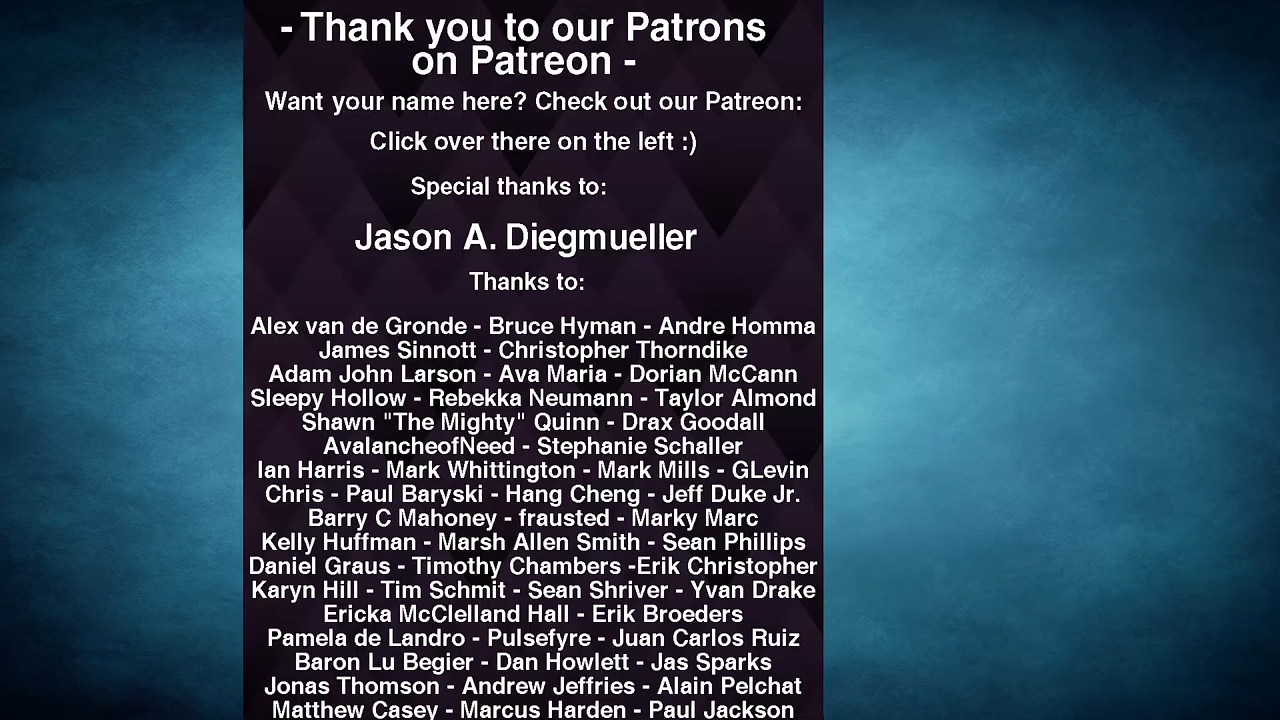 - Thank you to our Patrons
on Patreon -
Want your name here? Check out our Patreon:
Click over there on the left :)
Special thanks to:
Jason A. Diegmueller
Thanks to:
Alex van de Gronde - Bruce Hyman - Andre Homma
James Sinnott - Christopher Thorndike
Adam John Larson - Ava Maria - Dorian McCann
Sleepy Hollow - Rebekka Neumann - Taylor Almond
Shawn "The Mighty" Quinn - Drax Goodall
AvalancheofNeed - Stephanie Schaller
Ian Harris - Mark Whittington - Mark Mills - GLevin
Chris - Paul Baryski - Hang Cheng - Jeff Duke Jr.
Barry C Mahoney - frausted - Marky Marc
Kelly Huffman - Marsh Allen Smith - Sean Phillips
Daniel Graus - Timothy Chambers -Erik Christopher
Karyn Hill - Tim Schmit - Sean Shriver - Yvan Drake
Ericka McClelland Hall - Erik Broeders
Pamela de Landro - Pulsefyre - Juan Carlos Ruiz
Baron Lu Begier - Dan Howlett - Jas Sparks
Jonas Thomson - Andrew Jeffries - Alain Pelchat
Matthew Casey - Marcus Harden - Paul Jackson